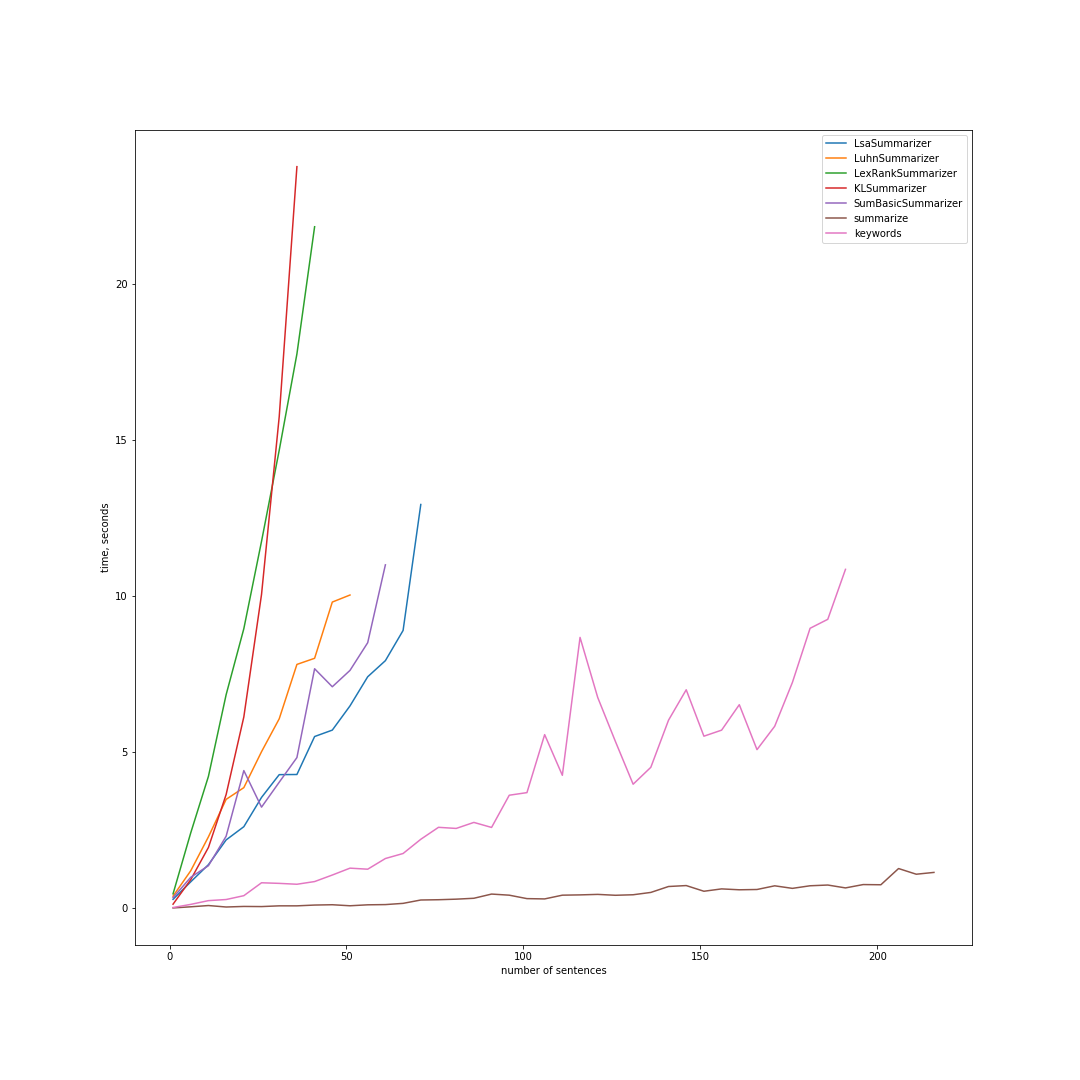 LsaSummarizer
LuhnSummarizer
LexRankSummarizer
KLSummarizer
SumBasicSummarizer
summarize
keywords
20
15
10
5
0
time, seconds
0 50 100 150 200
number of sentences